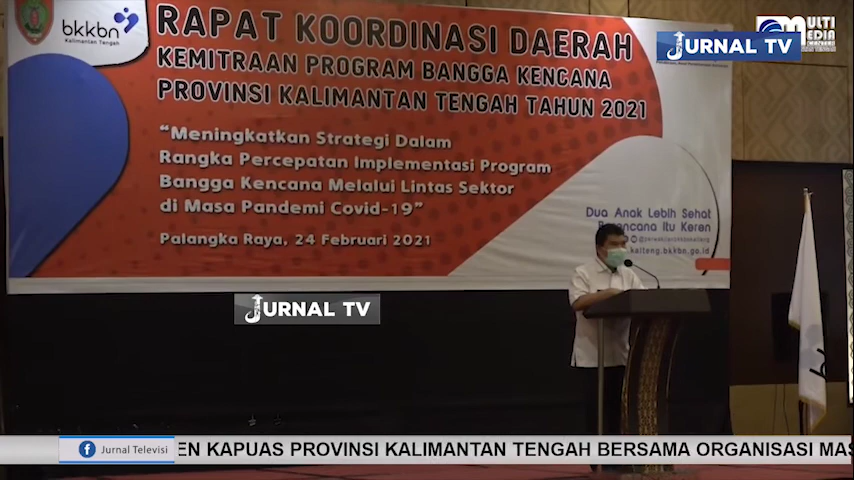 bkkbn
Kalimantan Tengah
RAPAT KOORDINASI DAERAH
KEMITRAAN PROGRAM BANGGA KENCANA
PROVINSI KALIMANTAN TENGAH TAHUN 2021
“Meningkatkan Strategi Dalam
Rangka Percepatan Implementasi Program
Bangga Kencana Melalui Lintas Sektor
di Masa Pandemi Covid-19”
Palangka Raya, 24 Februari 2021
JURNAL TV
MULTI
MEDIA
CENTER
Dua Anak Lebih Sehat
Itu Keren
kalteng.bkkbn.go.id
JURNAL TV
Jurnal Televisi
EN KAPUAS PROVINSI KALIMANTAN TENGAH BERSAMA ORGANISASI MAS